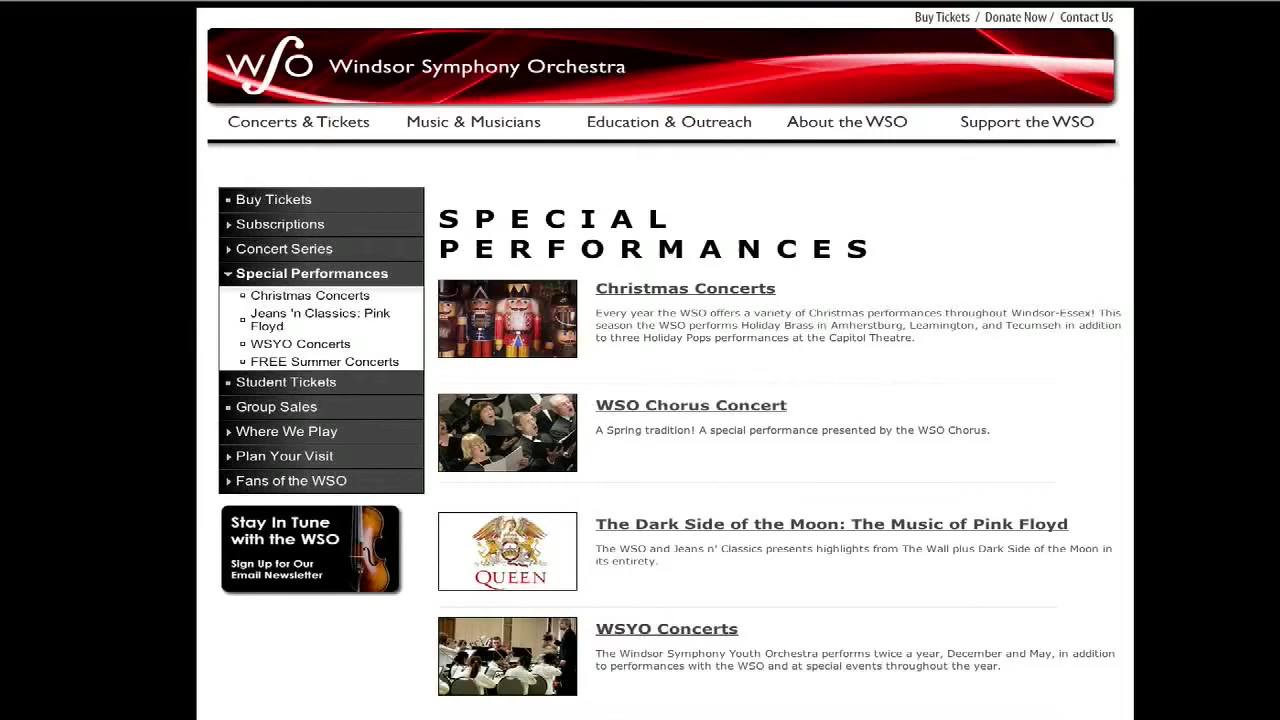 Buy Tickets / Donate Now / Contact Us
WSO Windsor Symphony Orchestra
Concerts & Tickets Music & Musicians Education & Outreach About the WSO Support the WSO
Buy Tickets
Subscriptions
Concert Series
Special Performances
Christmas Concerts
Jeans 'n Classics: Pink
Floyd
WSYO Concerts
FREE Summer Concerts
Student Tickets
Group Sales
Where We Play
Plan Your Visit
Fans of the WSO
Stay In Tune
with the WSO
Sign Up for Our
Email Newsletter
SPECIAL
PERFORMANCES
Christmas Concerts
Every year the WSO offers a variety of Christmas performances throughout Windsor-Essex! This
season the WSO performs Holiday Brass in Amherstburg, Leamington, and Tecumseh in addition
to three Holiday Pops performances at the Capitol Theatre.
WSO Chorus Concert
A Spring tradition! A special performance presented by the WSO Chorus.
QUEEN
The Dark Side of the Moon: The Music of Pink Floyd
The WSO and Jeans n' Classics presents highlights from The Wall plus Dark Side of the Moon in
its entirety.
WSYO Concerts
The Windsor Symphony Youth Orchestra performs twice a year, December and May, in addition
to performances with the WSO and at special events throughout the year.